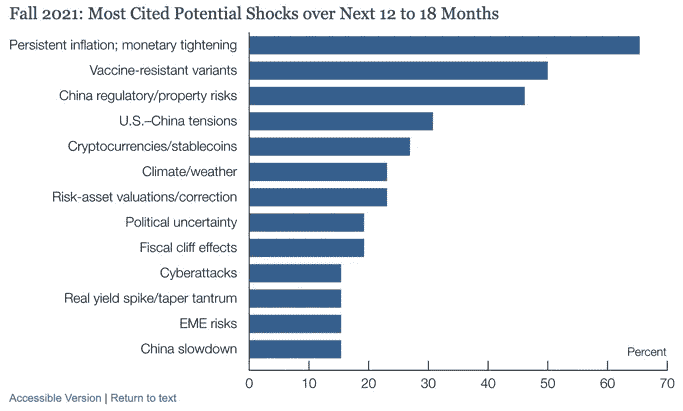 Fall 2021: Most Cited Potential Shocks over Next 12 to 18 Months
Persistent inflation; monetary tightening
Vaccine-resistant variants
China regulatory/property risks
U.S.–China tensions
Cryptocurrencies/stablecoins
Climate/weather
Risk-asset valuations/correction
Political uncertainty
Fiscal cliff effects
Cyberattacks
Real yield spike/taper tantrum
EME risks
China slowdown
Percent
0 10 20 30 40 50 60 70
Accessible Version | Return to text